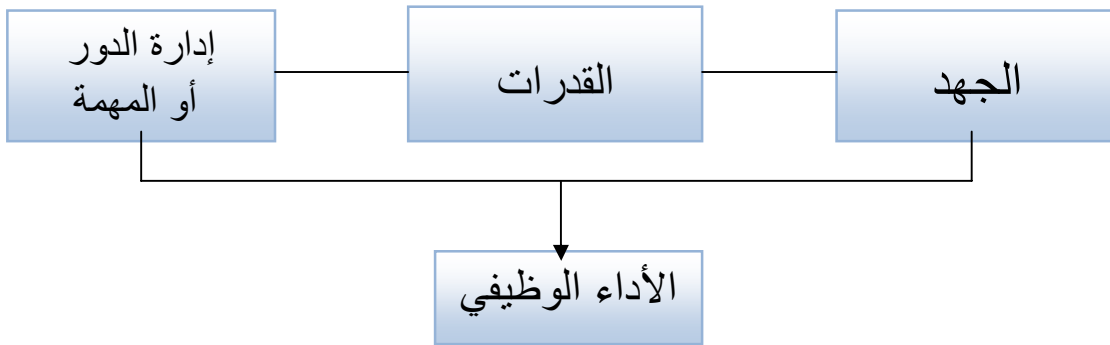 الجهد
القدرات
إدارة الدور
أو المهمة
الأداء الوظيفي